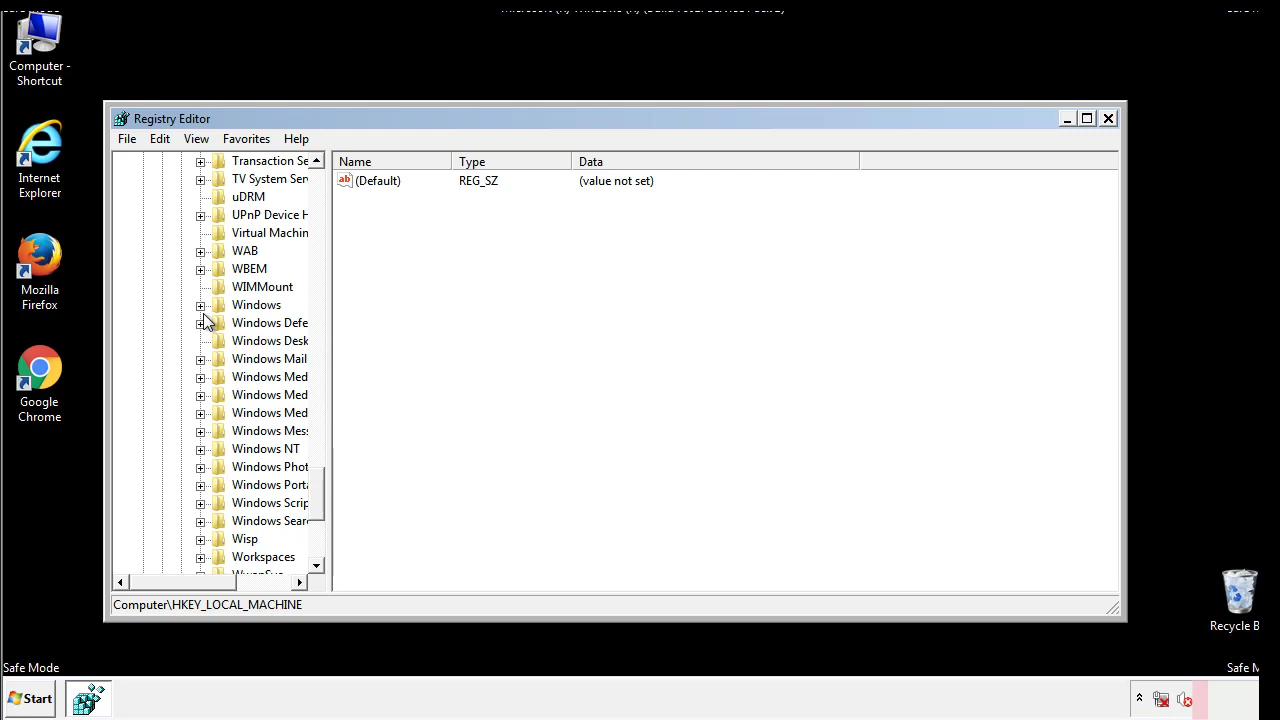 Computer -
Shortcut
Internet
Explorer
Mozilla
Firefox
Google
Chrome
Registry Editor
File Edit View Favorites Help
Transaction Se
TV System Serv
uDRM
UPnP Device H
Virtual Machin
WAB
WBEM
WIMMount
Windows
Windows Defe
Windows Desk
Windows Mail
Windows Med
Windows Med
Windows Med
Windows Mess
Windows NT
Windows Phot
Windows Porta
Windows Scrip
Windows Sear
Wisp
Workspaces
Name Type Data
ab (Default) REG_SZ (value not set)
Computer\HKEY_LOCAL_MACHINE
Recycle B
Safe Mode
Safe M
Start